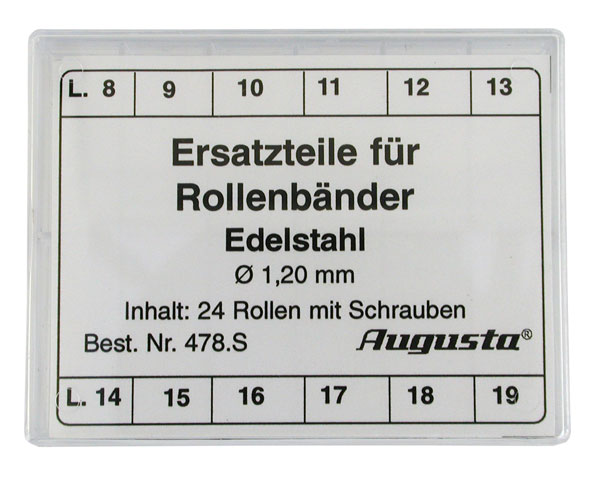 L. 8 9 10 11 12 13
Ersatzteile für
Rollenbänder
Edelstahl
Ø 1,20 mm
Inhalt: 24 Rollen mit Schrauben
Best. Nr. 478.S Augusta®
L. 14 15 16 17 18 19